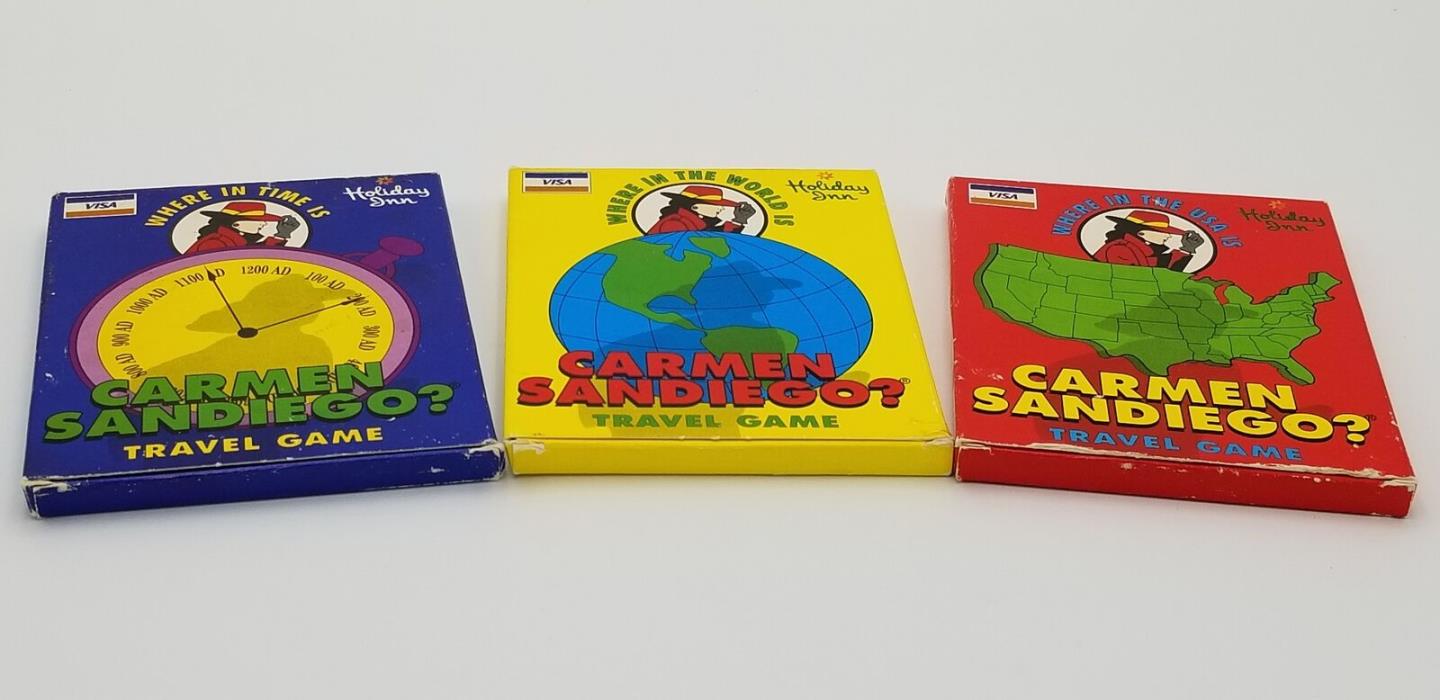 VISA
WHERE IN TIME IS
Holiday
Inn
1000 AD
1100 AD
1200 AD
100 AD
900 AD
800 AD
CARMEN
SANDIEGO?®
TRAVEL GAME
VISA
WHERE IN THE WORLD IS
Holiday
Inn
CARMEN
SANDIEGO?®
TRAVEL GAME
VISA
WHERE IN THE USA IS
Holiday
Inn
CARMEN
SANDIEGO?®
TRAVEL GAME